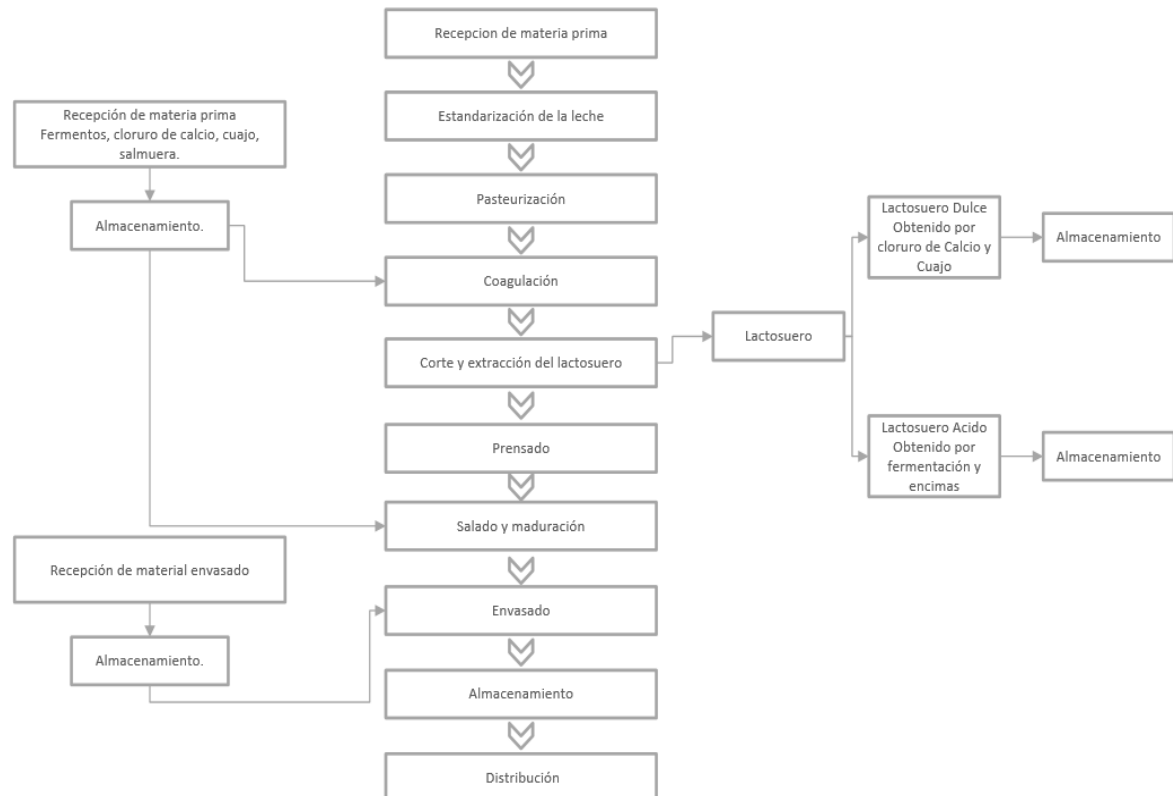 Recepcion de materia prima
Recepción de materia prima
Fermentos, cloruro de calcio, cuajo,
salmuera.
Estandarización de la leche
Pasteurización
Almacenamiento.
Coagulación
Corte y extracción del lactosuero
Lactosuero
Lactosuero Dulce
Obtenido por
cloruro de Calcio y
Cuajo
Almacenamiento
Lactosuero Acido
Obtenido por
fermentación y
encimas
Almacenamiento
Prensado
Salado y maduración
Recepción de material envasado
Almacenamiento.
Envasado
Almacenamiento
Distribución